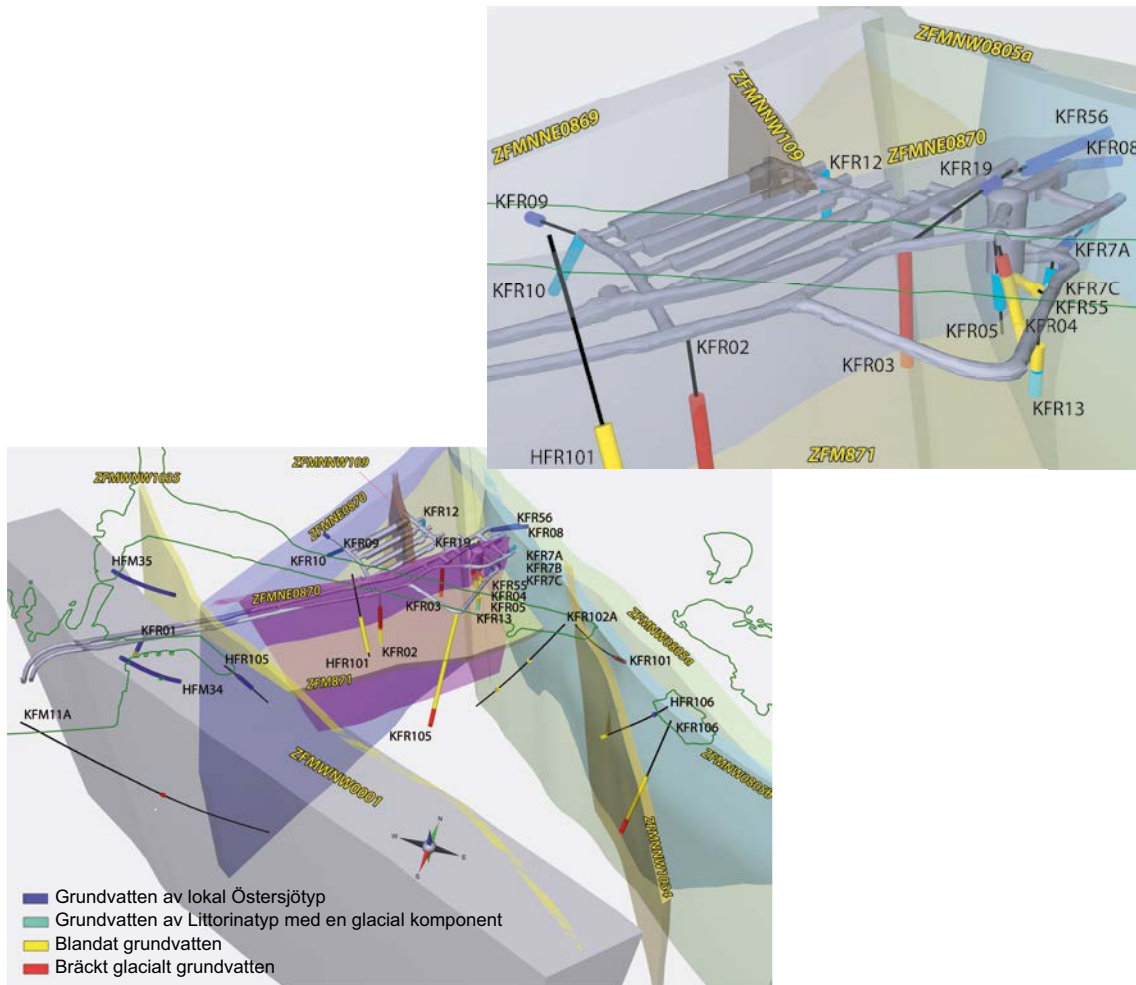 ZFMNW0805a
ZFMNNW109
ZFMNNE0869
ZFMNE0870
KFR56
KFR08
KFR12
KFR19
KFR09
KFR7A
KFR10
KFR7C
KFR55
KFR05
KFR04
KFR02
KFR03
KFR13
HFR101
ZFM871
ZFMNNW109
ZFMWNW1035
ZFMNE0870
KFR12
KFR56
KFR08
KFR09
KFR19
KFR10
HFM35
KFR7A
KFR7B
KFR7C
ZFMNE0870
KFR55
KFR04
KFR03
KFR05
KFR13
KFR102A
KFR01
KFR02
HFR101
HFR105
ZFMNW0805a
KFR101
ZFM871
HFM34
HFR106
KFM11A
KFR105
KFR106
ZFMWNW0001
ZFMNW0805b
N
W
E
S
ZFMNNW1034
Grundvatten av lokal Östersjötyp
Grundvatten av Littorinatyp med en glacial komponent
Blandat grundvatten
Bräckt glacialt grundvatten